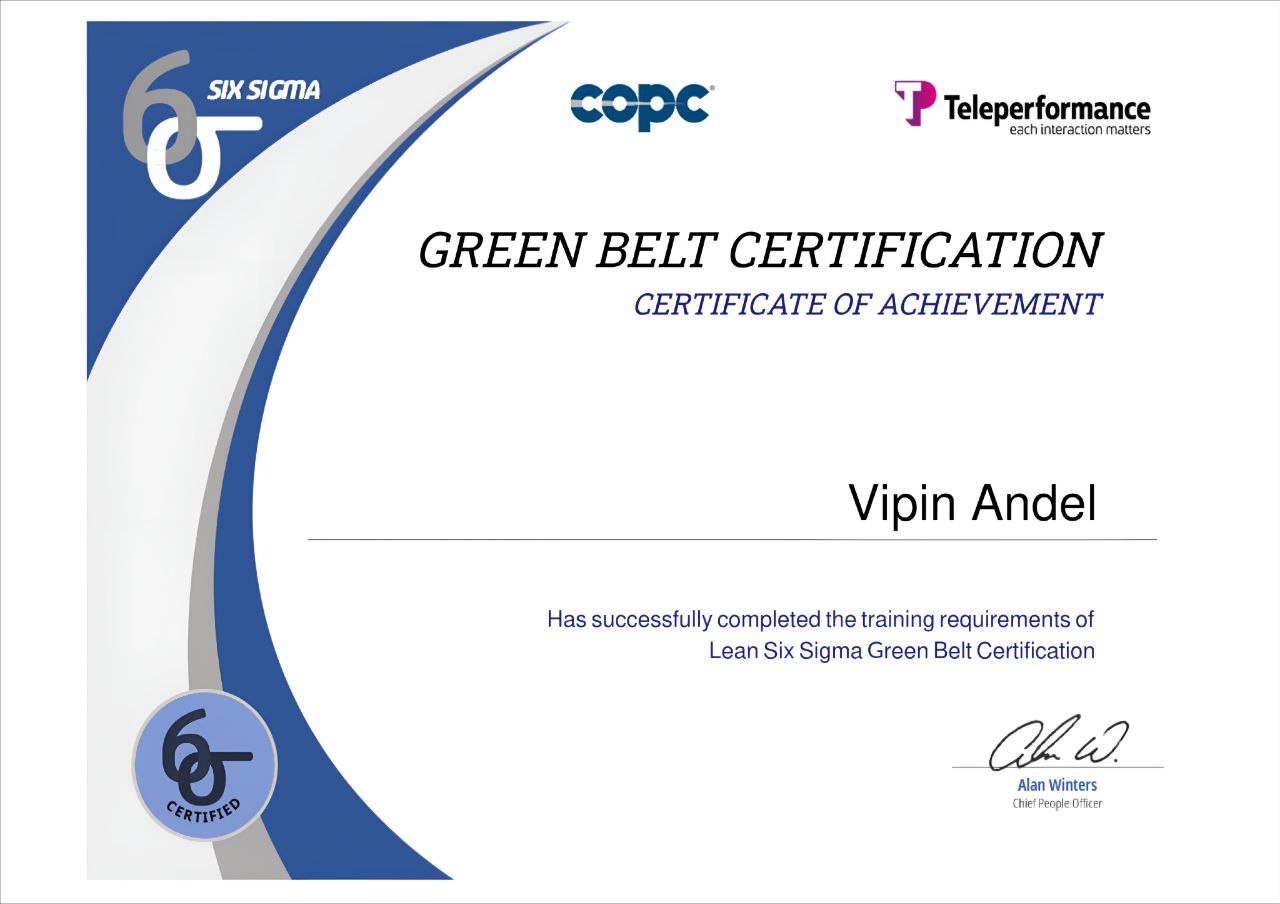 SIX SIGMA
copc®
TP Teleperformance
each interaction matters
GREEN BELT CERTIFICATION
CERTIFICATE OF ACHIEVEMENT
Vipin Andel
Has successfully completed the training requirements of
Lean Six Sigma Green Belt Certification
Alan W.
Alan Winters
Chief People Officer
6σ
CERTIFIED